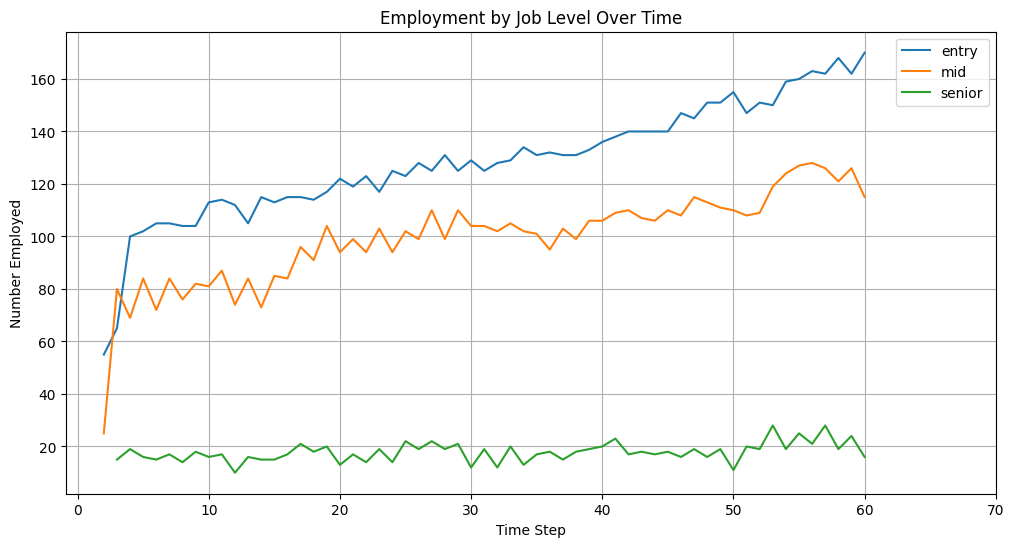 Employment by Job Level Over Time
entry
mid
senior
Number Employed
160
140
120
100
80
60
40
20
0 10 20 30 40 50 60 70
Time Step